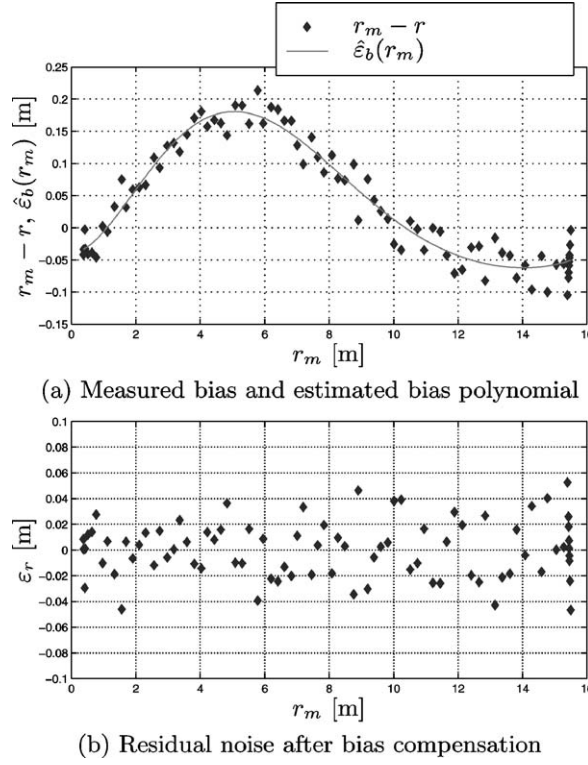 r_m − r
ε̂_b(r_m)
r_m − r, ε̂_b(r_m) [m]
0.25
0.2
0.15
0.1
0.05
0
−0.05
−0.1
−0.15
0 2 4 6 8 10 12 14 16
r_m [m]
(a) Measured bias and estimated bias polynomial
ε_r [m]
0.1
0.08
0.06
0.04
0.02
0
−0.02
−0.04
−0.06
−0.08
−0.1
0 2 4 6 8 10 12 14 16
r_m [m]
(b) Residual noise after bias compensation